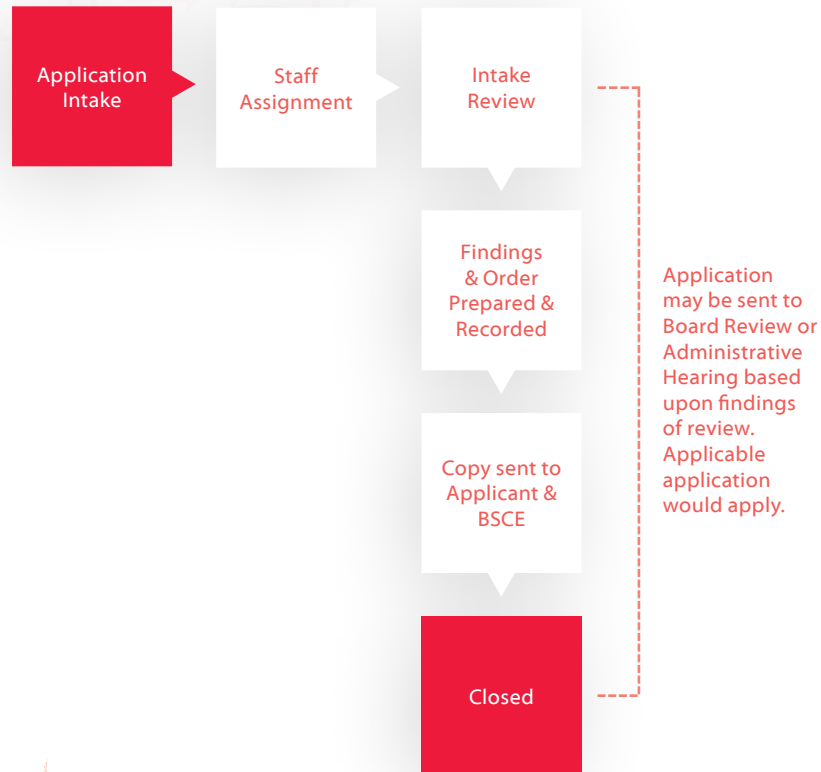 Application
Intake
Staff
Assignment
Intake
Review
Findings
& Order
Prepared &
Recorded
Copy sent to
Applicant &
BSCE
Closed
Application
may be sent to
Board Review or
Administrative
Hearing based
upon findings
of review.
Applicable
application
would apply.